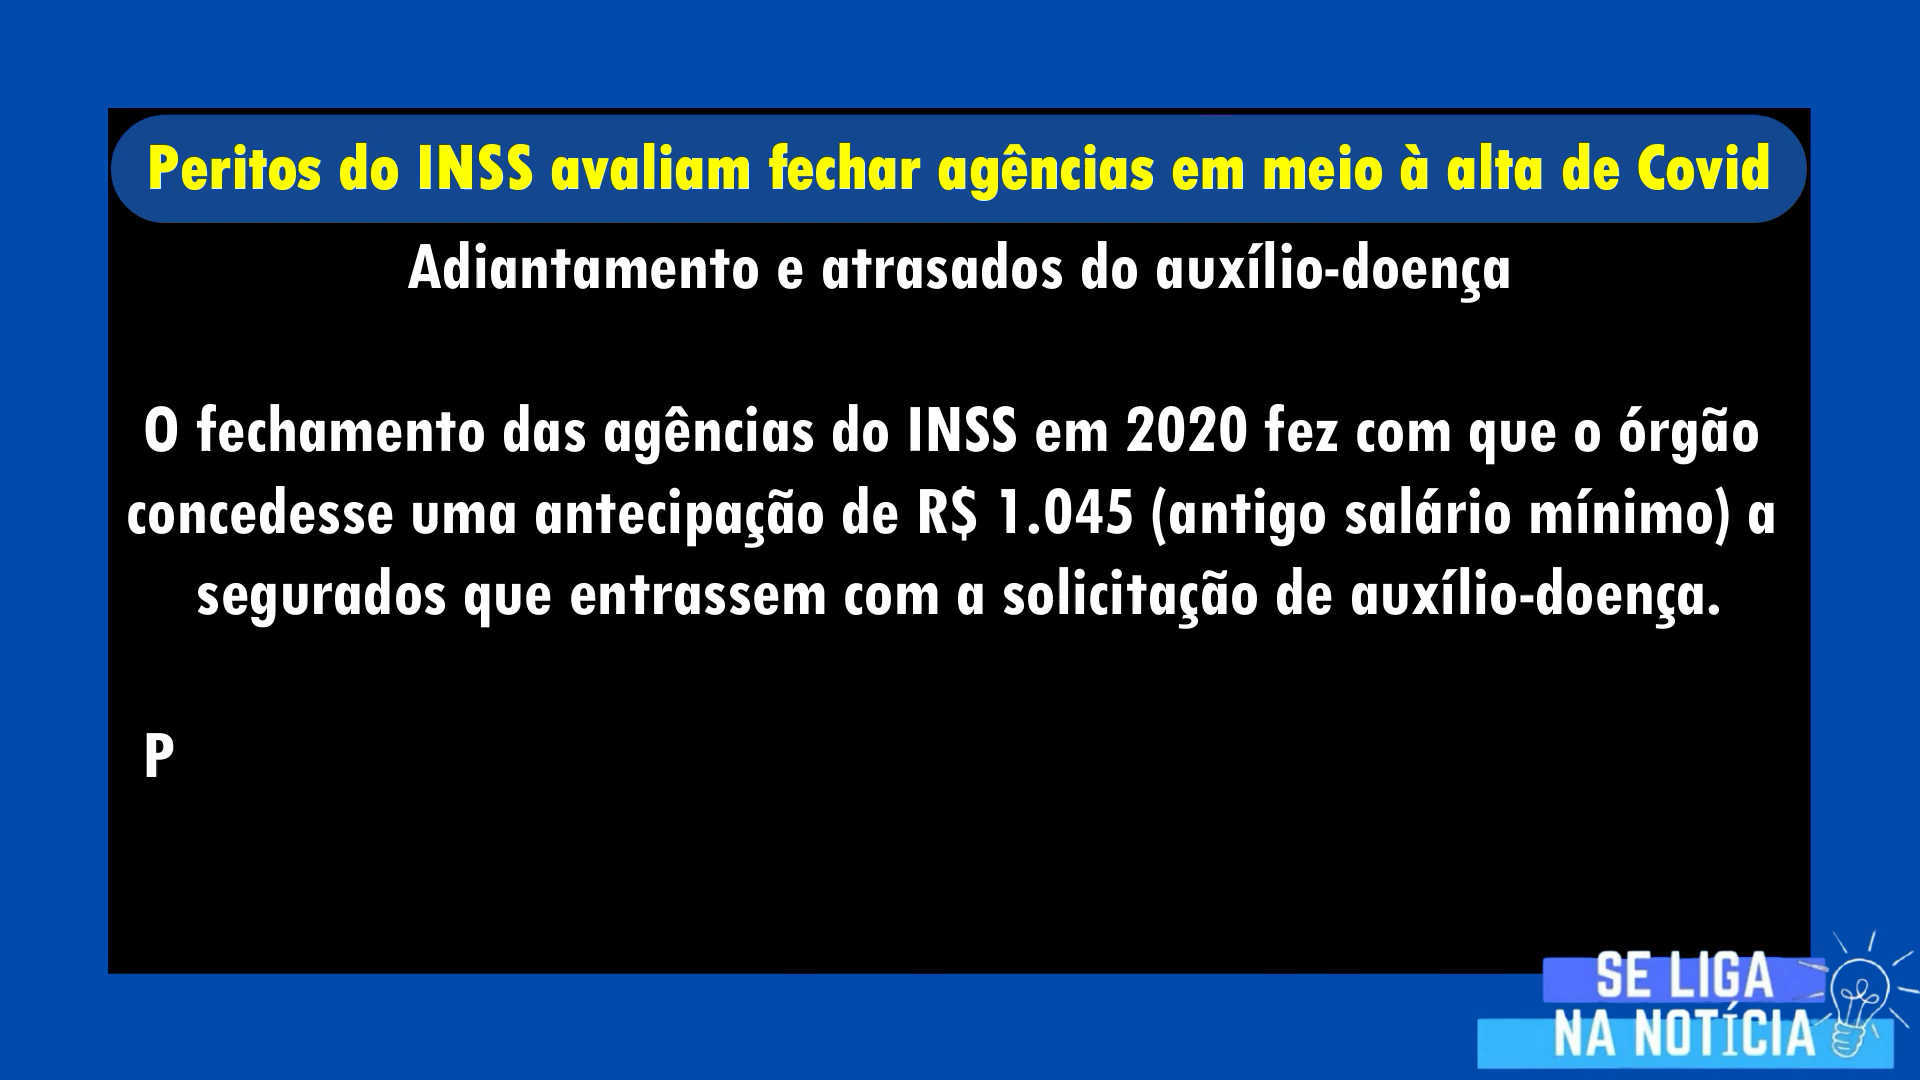 Peritos do INSS avaliam fechar agências em meio à alta de Covid
Adiantamento e atrasados do auxílio-doença
O fechamento das agências do INSS em 2020 fez com que o órgão
concedesse uma antecipação de R$ 1.045 (antigo salário mínimo) a
segurados que entrassem com a solicitação de auxílio-doença.
P
SE LIGA
NA NOTÍCIA